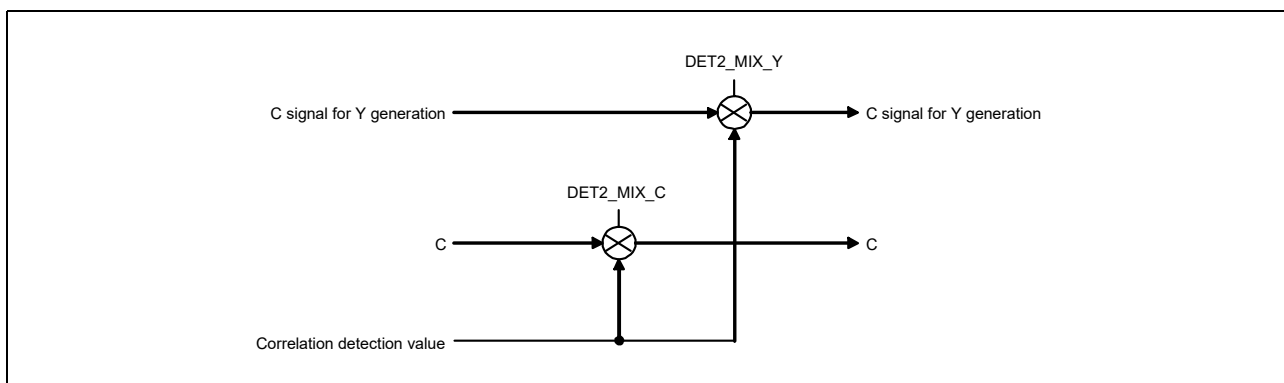 DET2_MIX_Y
C signal for Y generation
C signal for Y generation
DET2_MIX_C
C
C
Correlation detection value